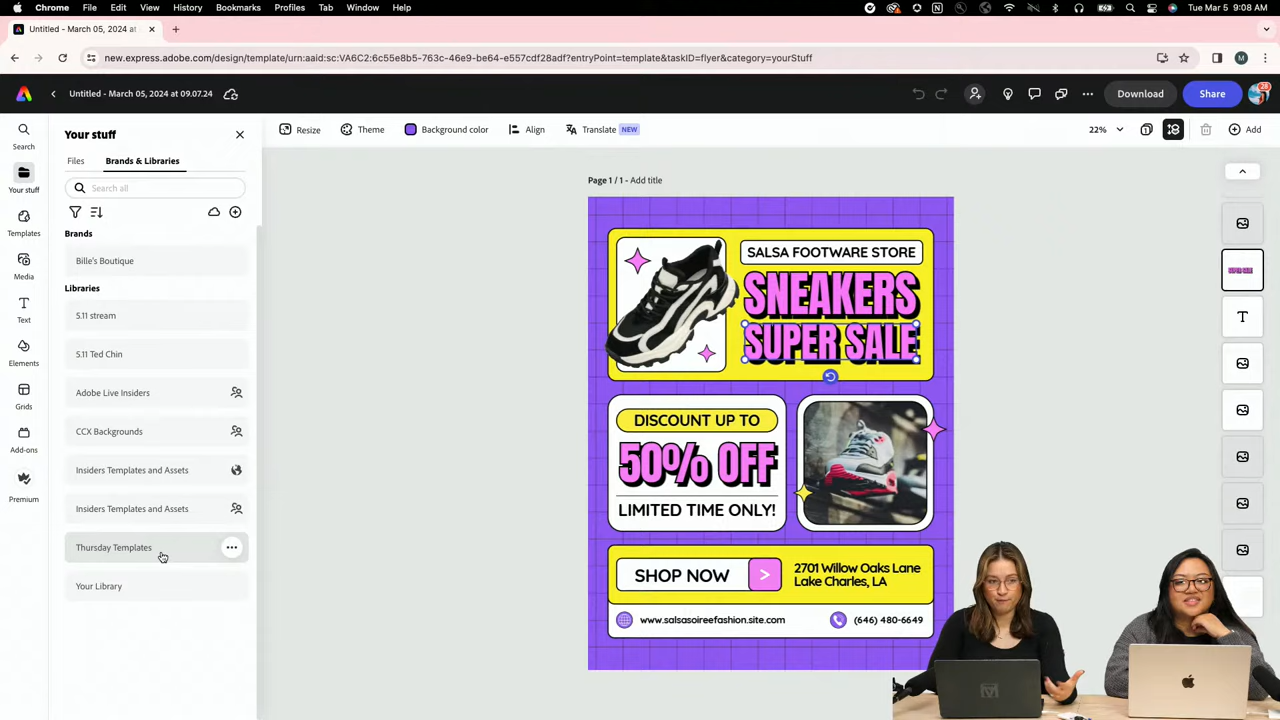 Chrome File Edit View History Bookmarks Profiles Tab Window Help
Tue Mar 5 9:08 AM
Untitled - March 05, 2024 at 09.0
new.express.adobe.com/design/template/urn:aaid:sc:VA6C2:6c55e8b5-763c-46e9-be64-e557cdf28adf?entryPoint=template&taskID=flyer&category=yourStuff
Untitled - March 05, 2024 at 09.07.24
Download
Share
28
Search
Your stuff
Templates
Media
Text
Elements
Grids
Add-ons
Premium
Your stuff
Files Brands & Libraries
Search all
Brands
Bille's Boutique
Libraries
5.11 stream
5.11 Ted Chin
Adobe Live Insiders
CCX Backgrounds
Insiders Templates and Assets
Insiders Templates and Assets
Thursday Templates
Your Library
Resize Theme Background color Align Translate NEW
22%
1
Add
Page 1 / 1 - Add title
SALSA FOOTWARE STORE
SNEAKERS
SUPER SALE
DISCOUNT UP TO
50% OFF
LIMITED TIME ONLY!
SHOP NOW >
2701 Willow Oaks Lane
Lake Charles, LA
www.salsasoireefashion.site.com
(646) 480-6649
SUPER SALE
T